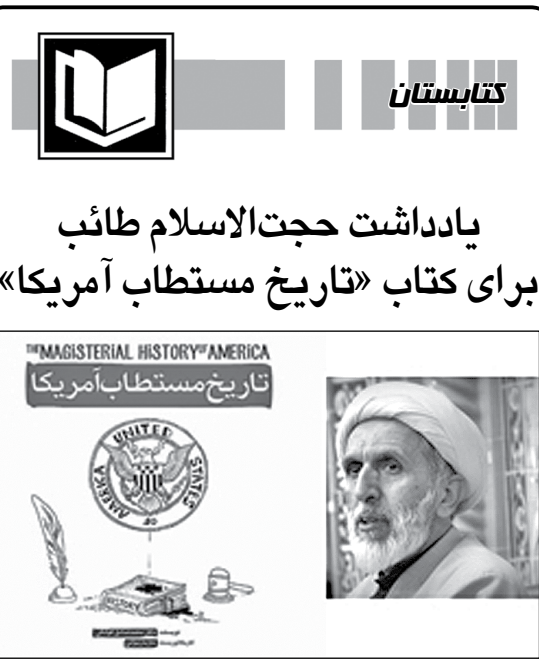 کتابستان
یادداشت حجت‌الاسلام طائب
برای کتاب «تاریخ مستطاب آمریکا»
THE MAGISTERIAL HISTORY OF AMERICA
تاریخ مستطاب آمریکا
UNITED STATES
OF AMERICA
HISTORY